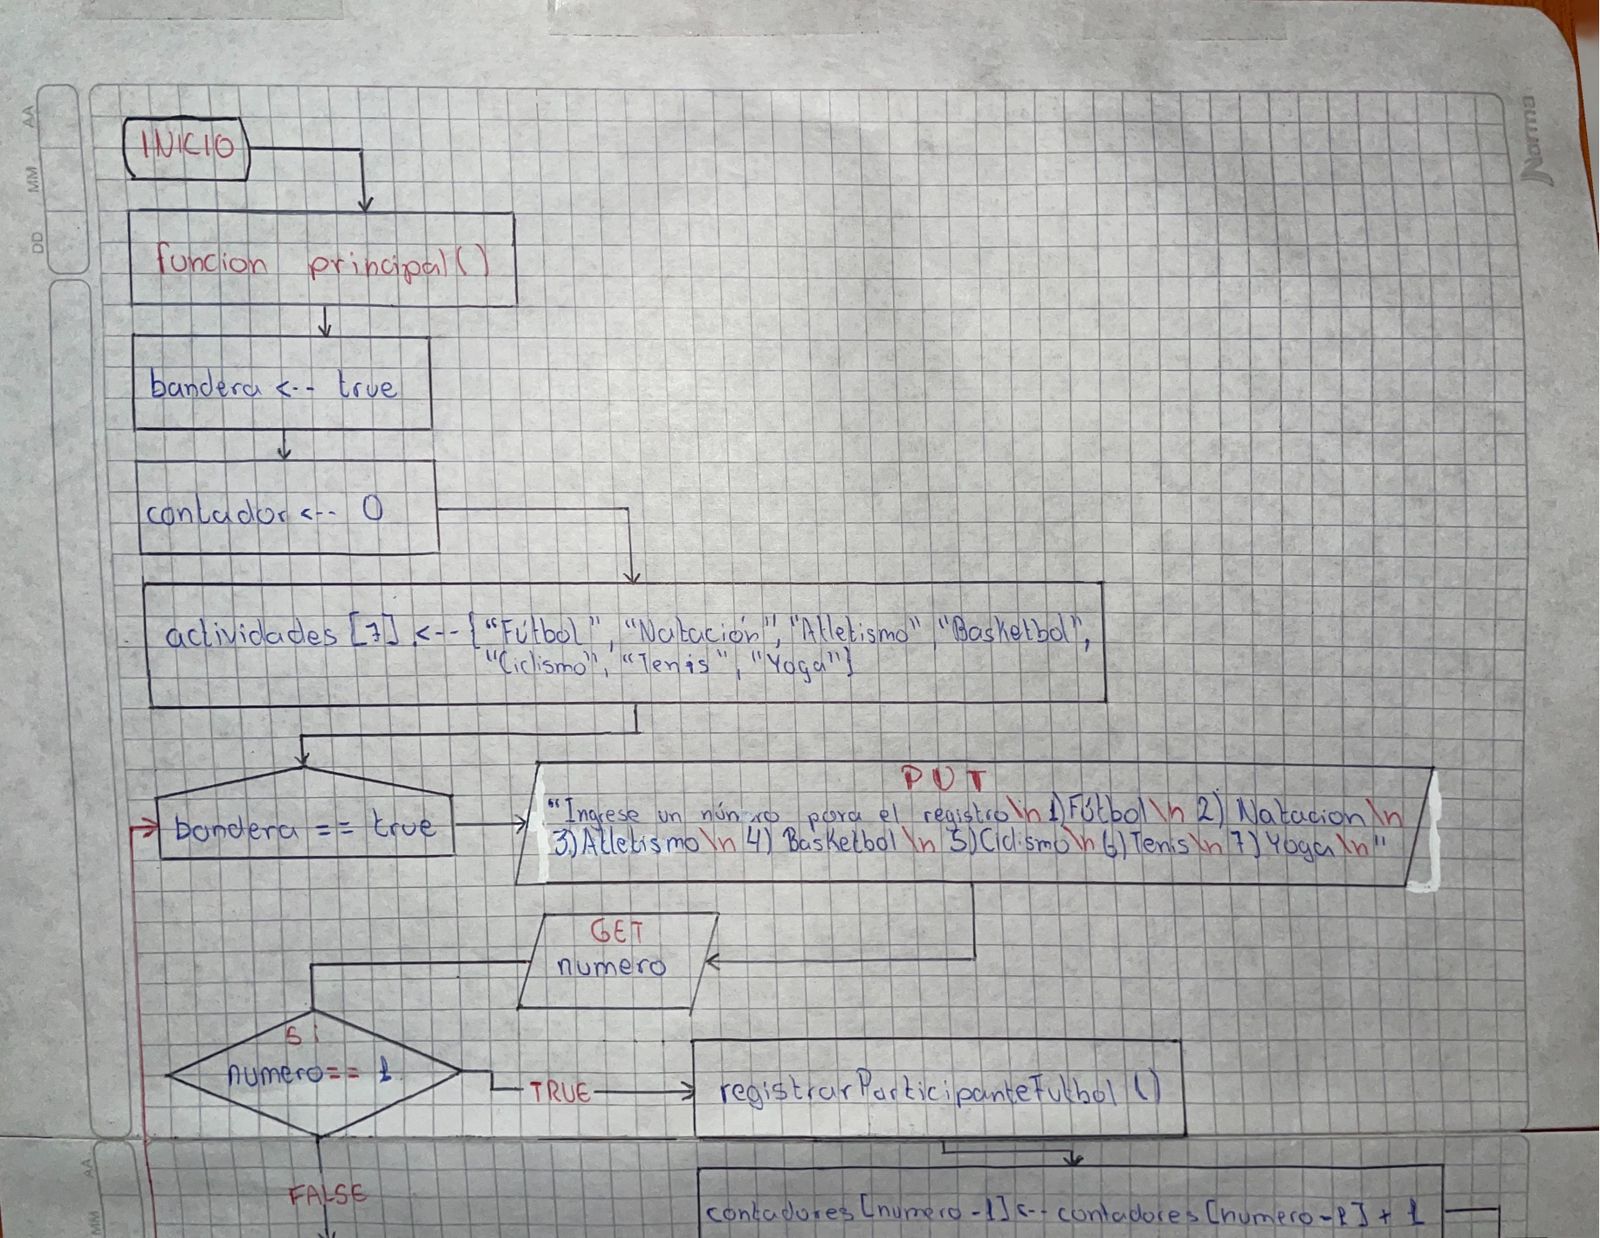 AA
MM
DD
Norma
INICIO
funcion principal()
bandera <-- true
contador <-- 0
actividades [7] <-- ["Fútbol", "Natación", "Atletismo" "Basketbol",
"Ciclismo", "Tenis", "Yoga"]
bandera == true
PUT
"Ingrese un número para el registro\n 1)Fútbol\n 2) Natacion\n
3)Atletismo\n 4) Basketbol\n 5)Ciclismo\n 6)Tenis\n 7)Yoga\n"
GET
numero
si
numero== 1
TRUE
registrarParticipanteFutbol ()
FALSE
contadores [numero-1] <-- contadores [numero-1] + 1
AA
MM